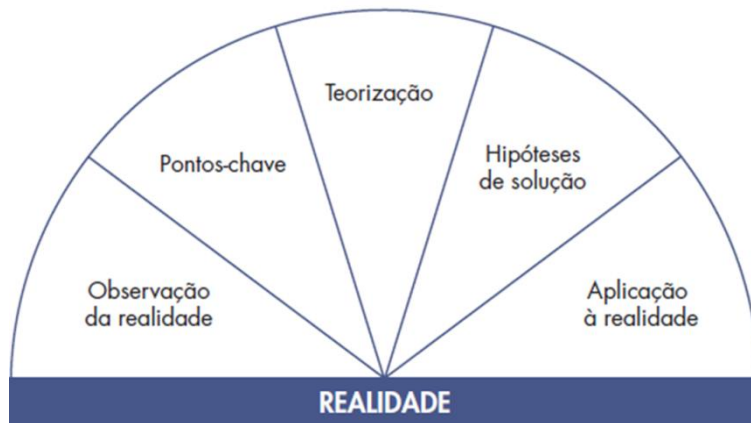 Observação
da realidade
Pontos-chave
Teorização
Hipóteses
de solução
Aplicação
à realidade
REALIDADE